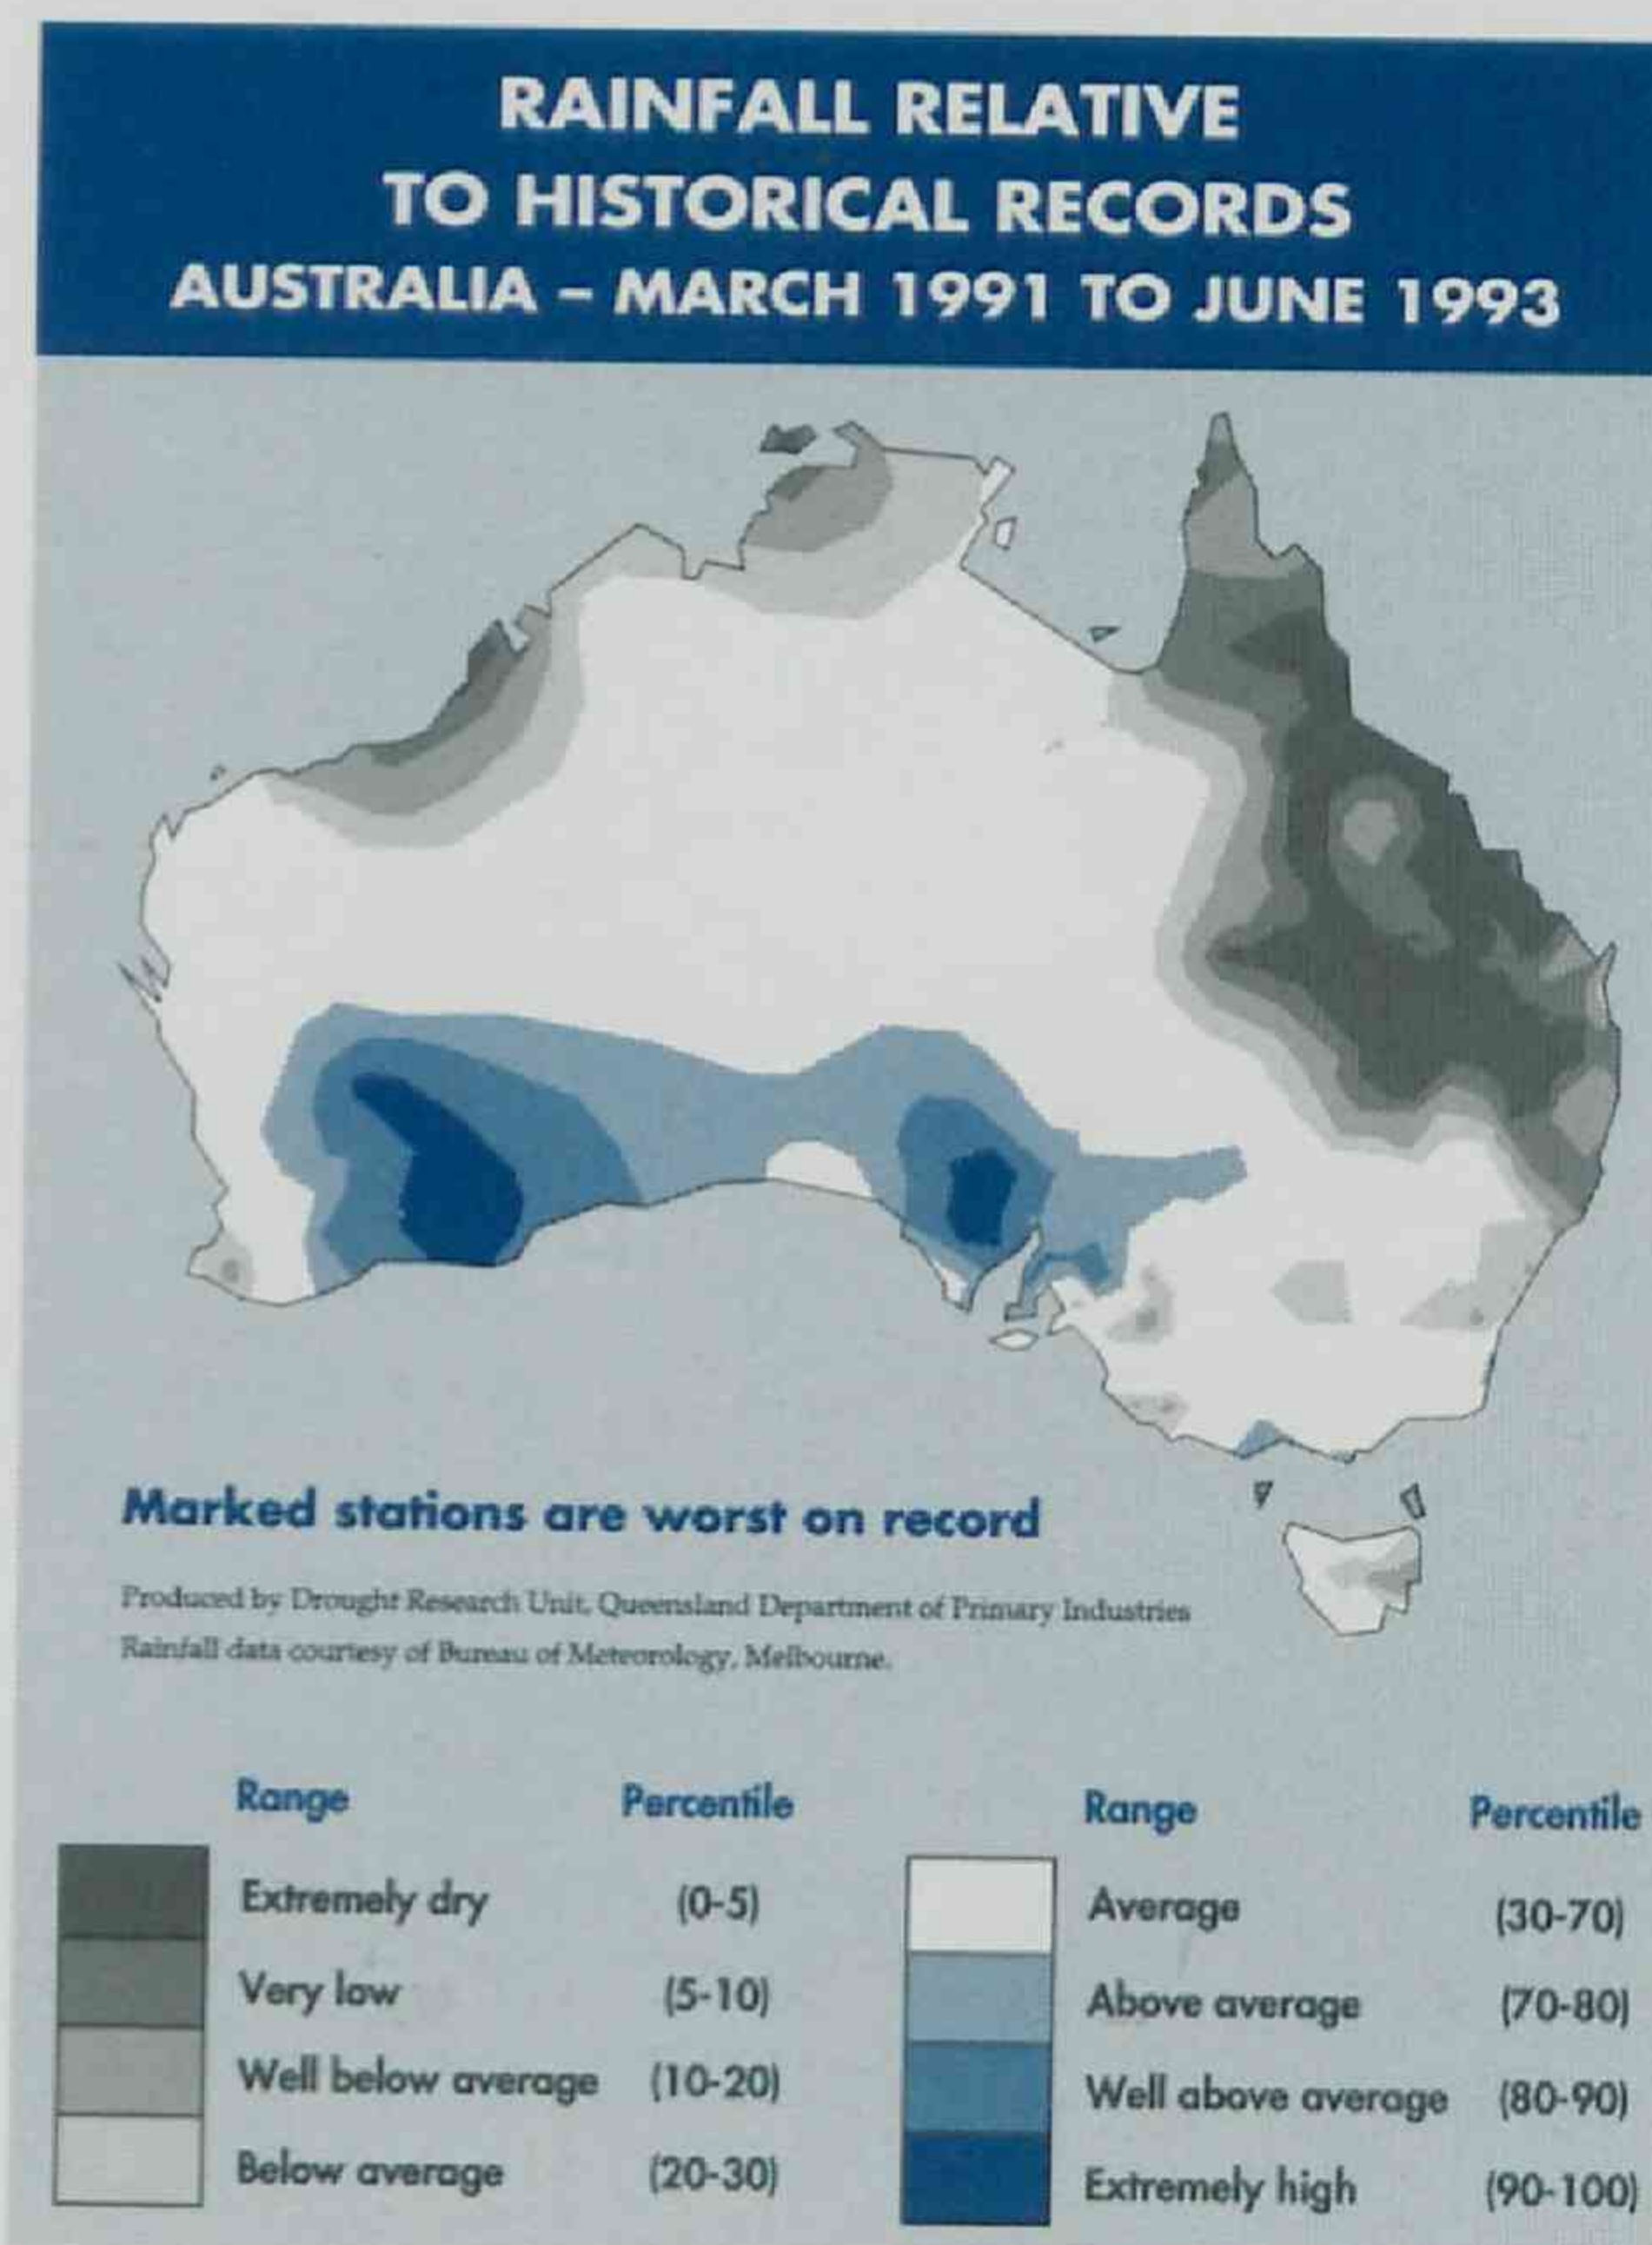 RAINFALL RELATIVE
TO HISTORICAL RECORDS
AUSTRALIA – MARCH 1991 TO JUNE 1993
Marked stations are worst on record
Produced by Drought Research Unit, Queensland Department of Primary Industries
Rainfall data courtesy of Bureau of Meteorology, Melbourne.
Range Percentile
Extremely dry (0-5)
Very low (5-10)
Well below average (10-20)
Below average (20-30)
Range Percentile
Average (30-70)
Above average (70-80)
Well above average (80-90)
Extremely high (90-100)